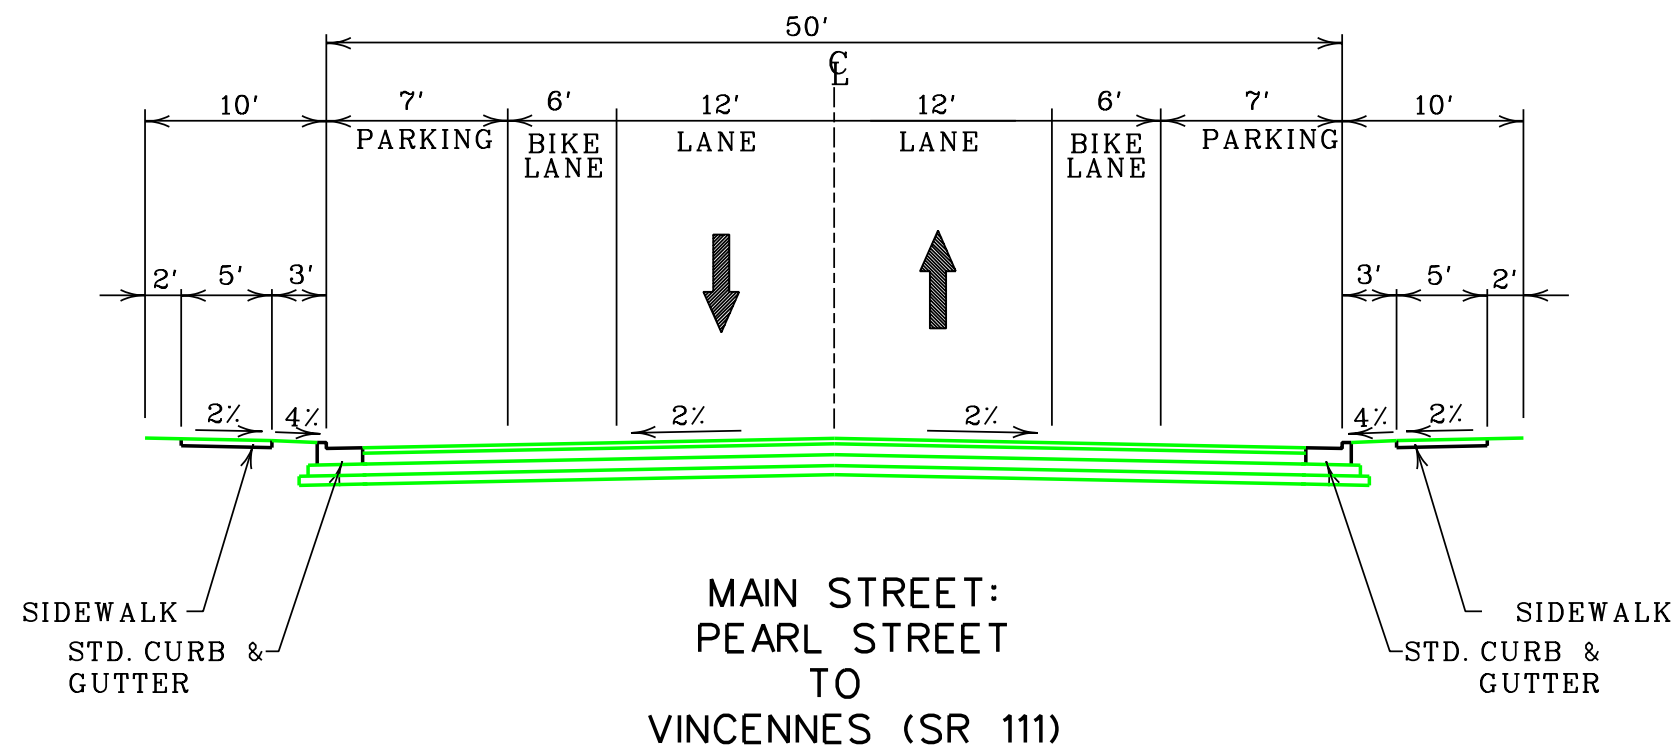 50'
CL
10' 7' 6' 12' 12' 6' 7' 10'
PARKING BIKE LANE LANE LANE BIKE LANE PARKING
2' 5' 3' 3' 5' 2'
2% 4% 2% 2% 4% 2%
SIDEWALK SIDEWALK
STD. CURB & STD. CURB &
GUTTER GUTTER
MAIN STREET:
PEARL STREET
TO
VINCENNES (SR 111)